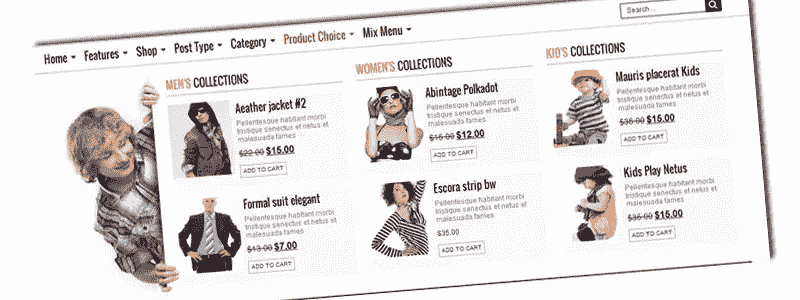 Search ...
Home Features Shop Post Type Category Product Choice Mix Menu
MEN'S COLLECTIONS
Aeather jacket #2
Pellentesque habitant morbi
tristique senectus et netus et
malesuada fames
$22.00 $15.00
ADD TO CART
Formal suit elegant
Pellentesque habitant morbi
tristique senectus et netus et
malesuada fames
$13.00 $7.00
ADD TO CART
WOMEN'S COLLECTIONS
Abintage Polkadot
Pellentesque habitant morbi
tristique senectus et netus et
malesuada fames
$15.00 $12.00
ADD TO CART
Escora strip bw
Pellentesque habitant morbi
tristique senectus et netus et
malesuada fames
$35.00
ADD TO CART
KID'S COLLECTIONS
Mauris placerat Kids
Pellentesque habitant morbi
tristique senectus et netus et
malesuada fames
$35.00 $15.00
ADD TO CART
Kids Play Netus
Pellentesque habitant morbi
tristique senectus et netus et
malesuada fames
$35.00 $15.00
ADD TO CART